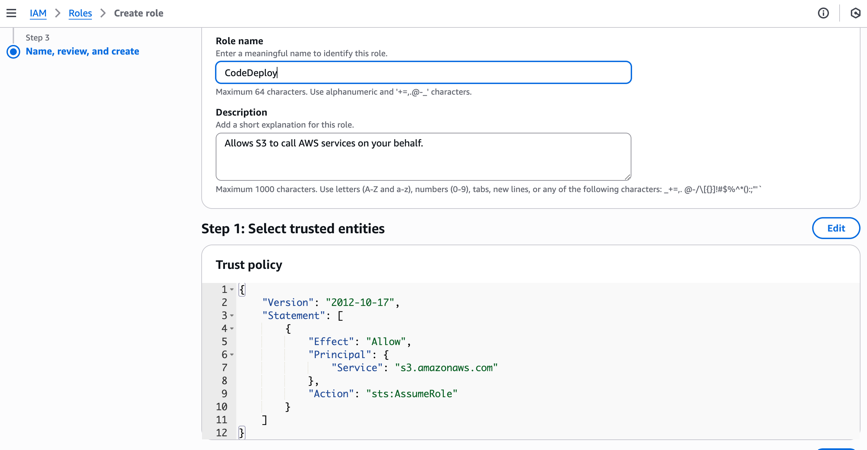 IAM > Roles > Create role
Step 3
Name, review, and create
Role name
Enter a meaningful name to identify this role.
CodeDeploy
Maximum 64 characters. Use alphanumeric and '+=,.@-_' characters.
Description
Add a short explanation for this role.
Allows S3 to call AWS services on your behalf.
Maximum 1000 characters. Use letters (A-Z and a-z), numbers (0-9), tabs, new lines, or any of the following characters: _+=,. @-/\[{}]!#$%^*();:"'`
Step 1: Select trusted entities
Edit
Trust policy
1 {
2 "Version": "2012-10-17",
3 "Statement": [
4 {
5 "Effect": "Allow",
6 "Principal": {
7 "Service": "s3.amazonaws.com"
8 },
9 "Action": "sts:AssumeRole"
10 }
11 ]
12 }